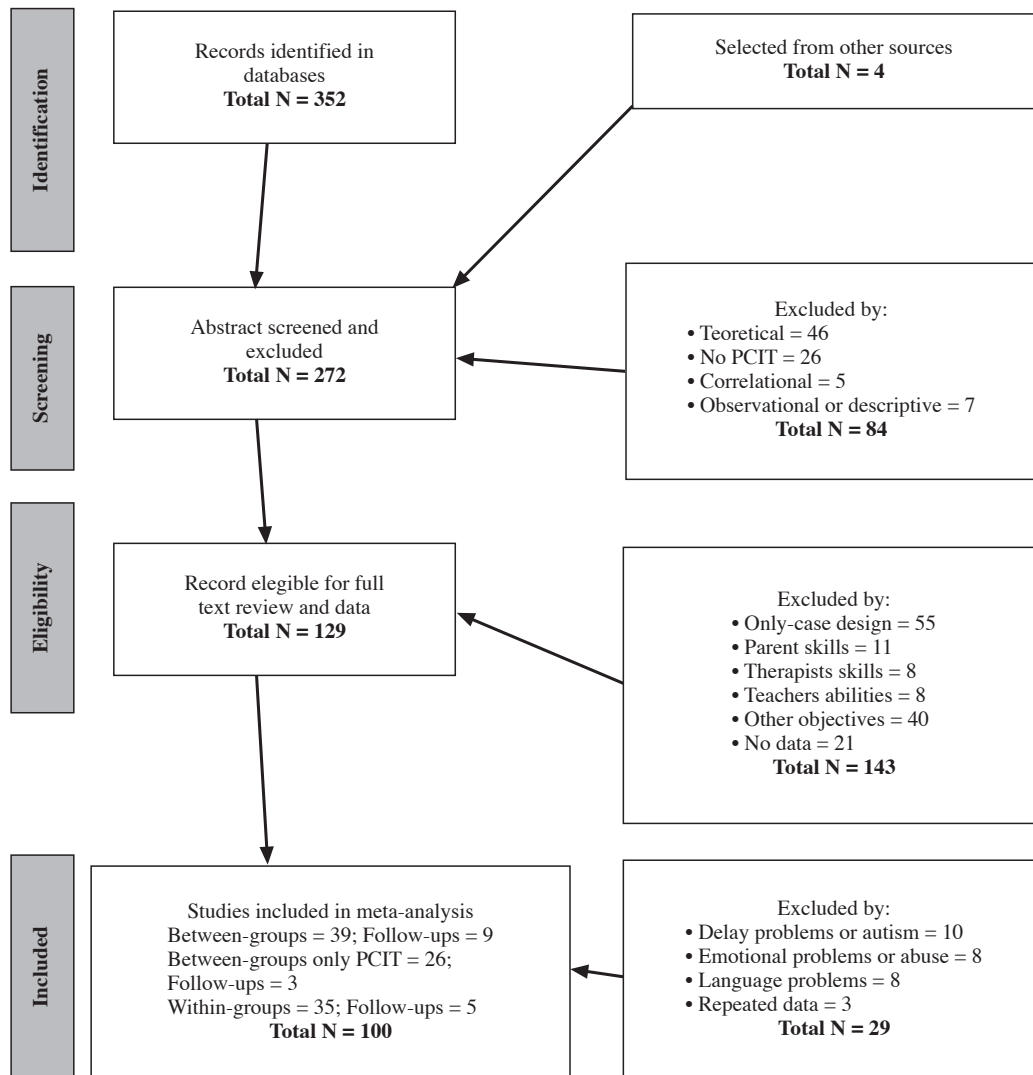 Identification
Records identified in
databases
Total N = 352
Selected from other sources
Total N = 4
Screening
Abstract screened and
excluded
Total N = 272
Excluded by:
• Teoretical = 46
• No PCIT = 26
• Correlational = 5
• Observational or descriptive = 7
Total N = 84
Eligibility
Record elegible for full
text review and data
Total N = 129
Excluded by:
• Only-case design = 55
• Parent skills = 11
• Therapists skills = 8
• Teachers abilities = 8
• Other objectives = 40
• No data = 21
Total N = 143
Included
Studies included in meta-analysis
Between-groups = 39; Follow-ups = 9
Between-groups only PCIT = 26;
Follow-ups = 3
Within-groups = 35; Follow-ups = 5
Total N = 100
Excluded by:
• Delay problems or autism = 10
• Emotional problems or abuse = 8
• Language problems = 8
• Repeated data = 3
Total N = 29